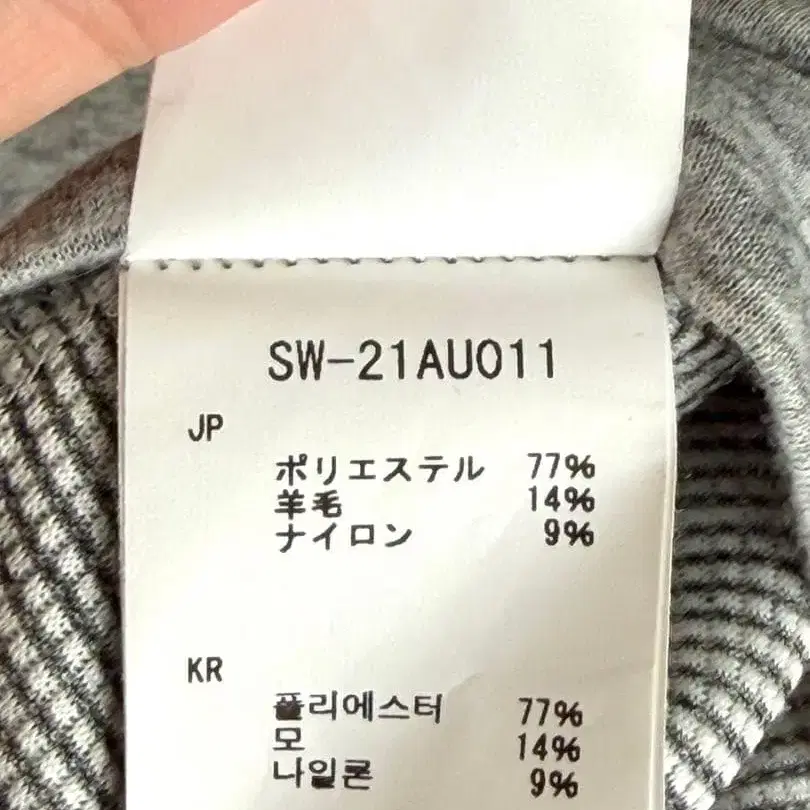 SW-21AU011
JP
ポリエステル 77%
羊毛 14%
ナイロン 9%
KR
폴리에스터 77%
모 14%
나일론 9%